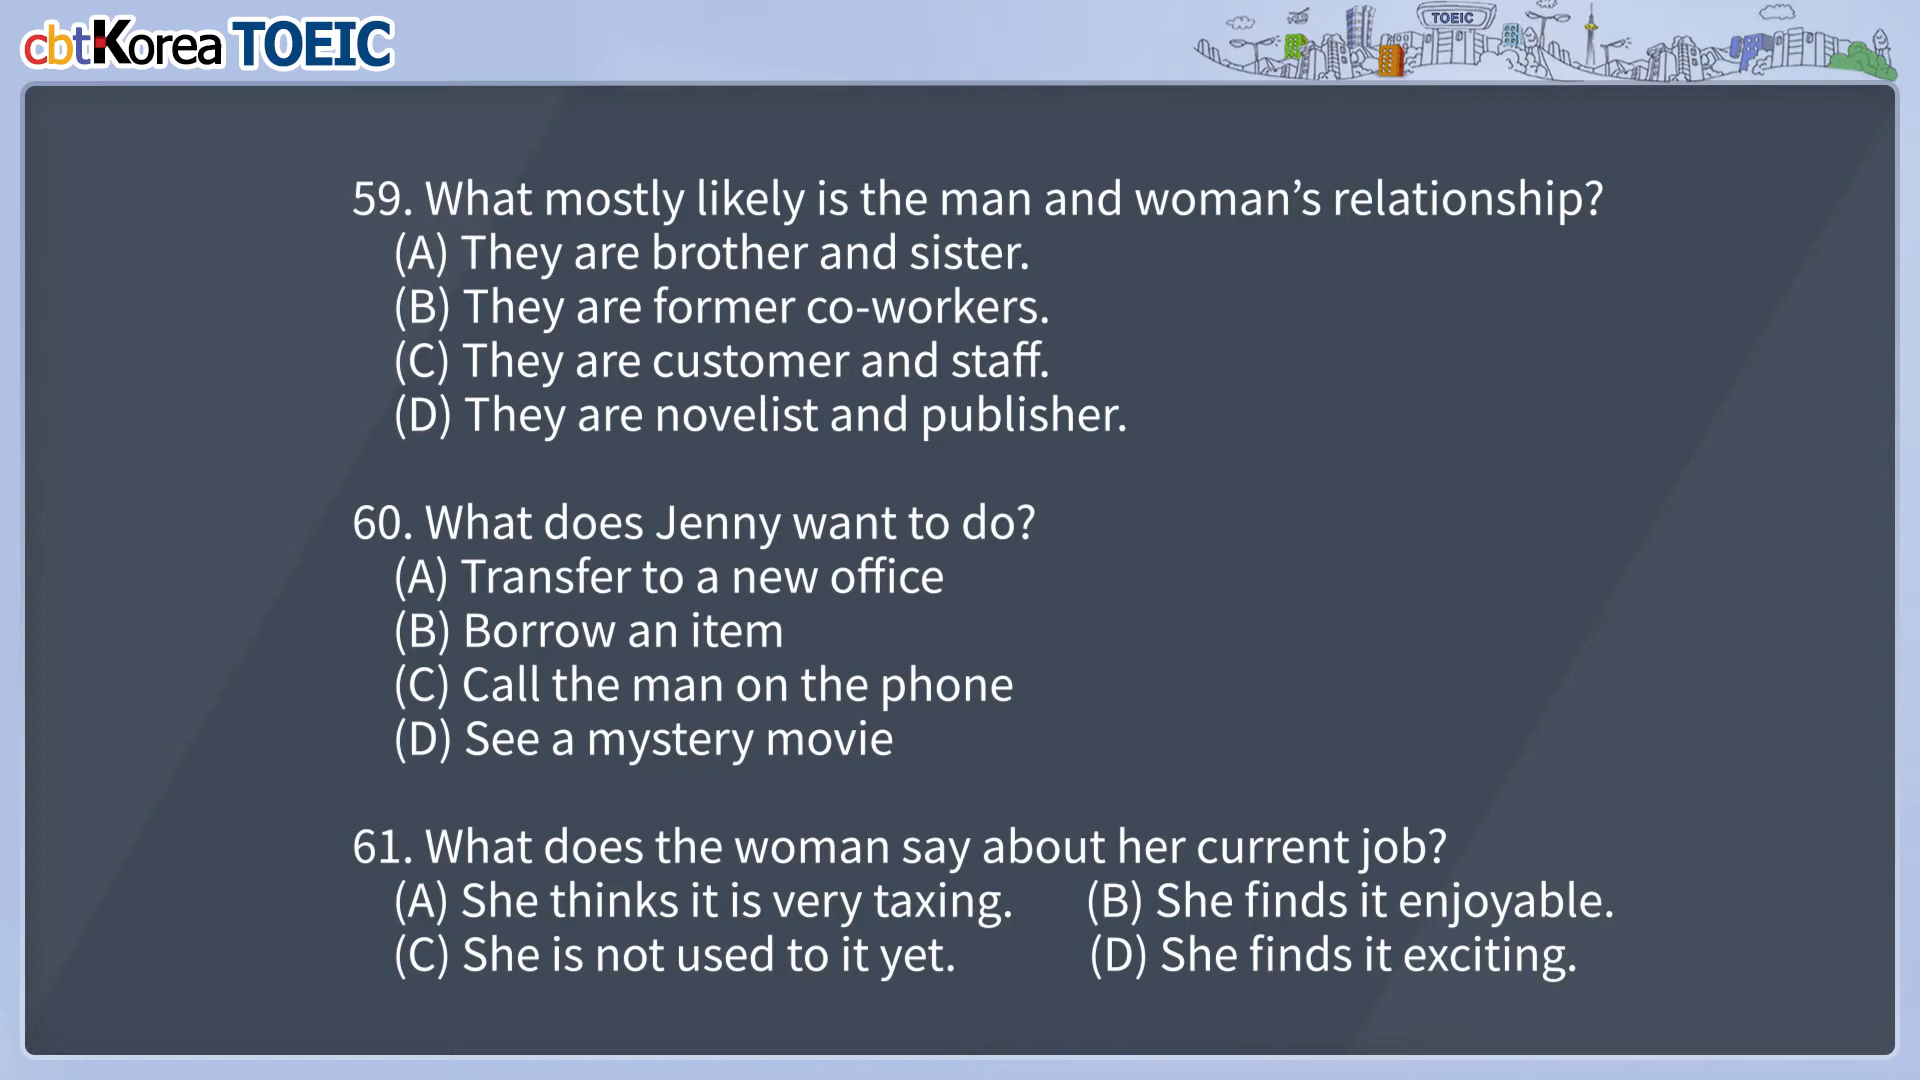 cbtKorea TOEIC
TOEIC
59. What mostly likely is the man and woman’s relationship?
(A) They are brother and sister.
(B) They are former co-workers.
(C) They are customer and staff.
(D) They are novelist and publisher.
60. What does Jenny want to do?
(A) Transfer to a new office
(B) Borrow an item
(C) Call the man on the phone
(D) See a mystery movie
61. What does the woman say about her current job?
(A) She thinks it is very taxing. (B) She finds it enjoyable.
(C) She is not used to it yet. (D) She finds it exciting.